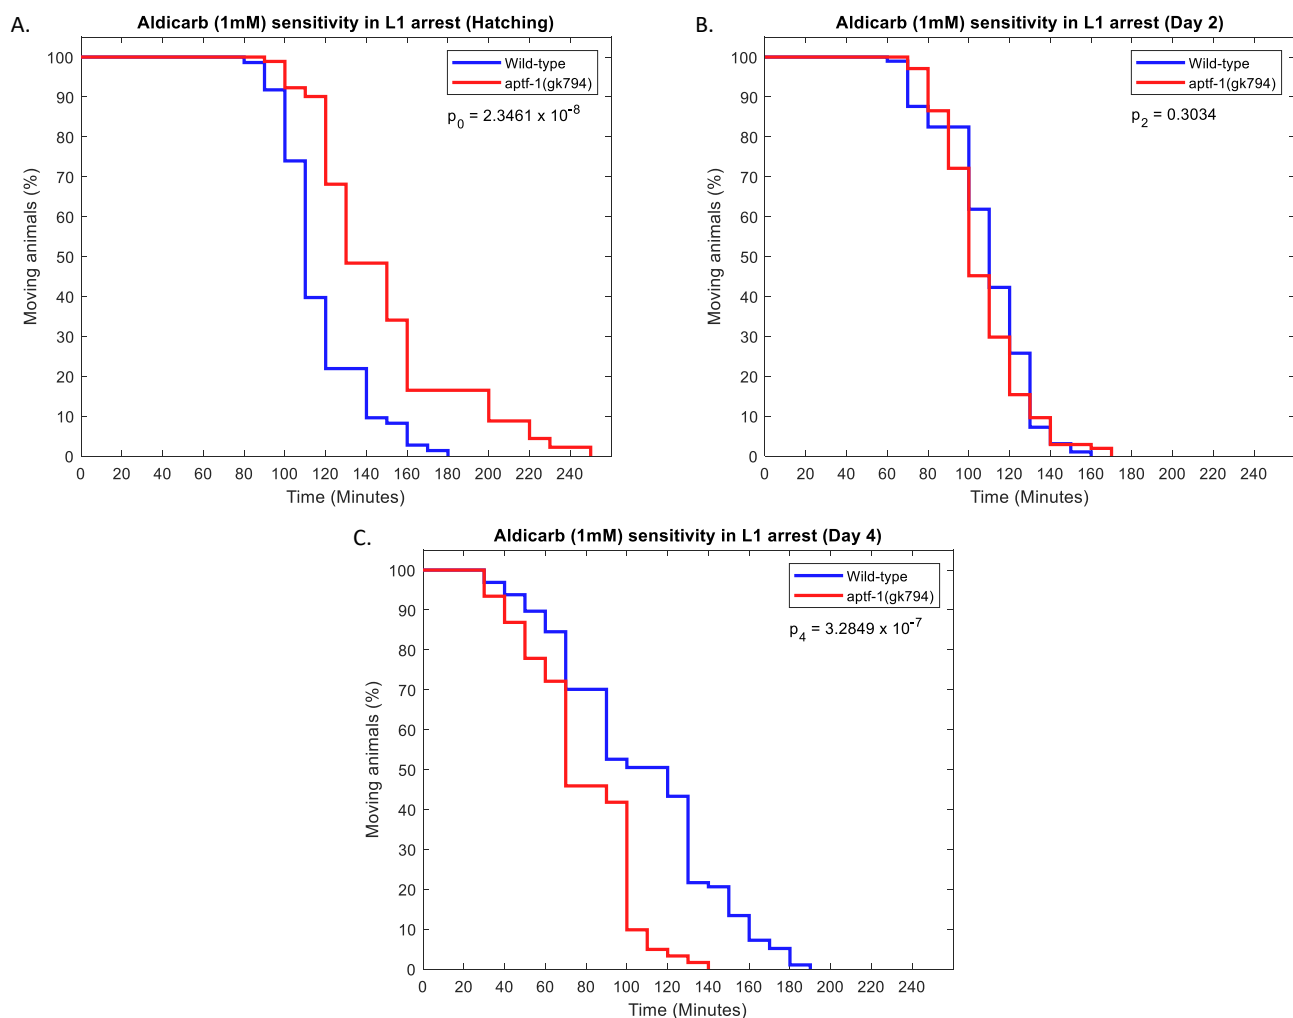 A.
Aldicarb (1mM) sensitivity in L1 arrest (Hatching)
Wild-type
aptf-1(gk794)
p0 = 2.3461 x 10-8
Moving animals (%)
100
90
80
70
60
50
40
30
20
10
0
0 20 40 60 80 100 120 140 160 180 200 220 240
Time (Minutes)
B.
Aldicarb (1mM) sensitivity in L1 arrest (Day 2)
Wild-type
aptf-1(gk794)
p2 = 0.3034
Moving animals (%)
100
90
80
70
60
50
40
30
20
10
0
0 20 40 60 80 100 120 140 160 180 200 220 240
Time (Minutes)
C.
Aldicarb (1mM) sensitivity in L1 arrest (Day 4)
Wild-type
aptf-1(gk794)
p4 = 3.2849 x 10-7
Moving animals (%)
100
90
80
70
60
50
40
30
20
10
0
0 20 40 60 80 100 120 140 160 180 200 220 240
Time (Minutes)